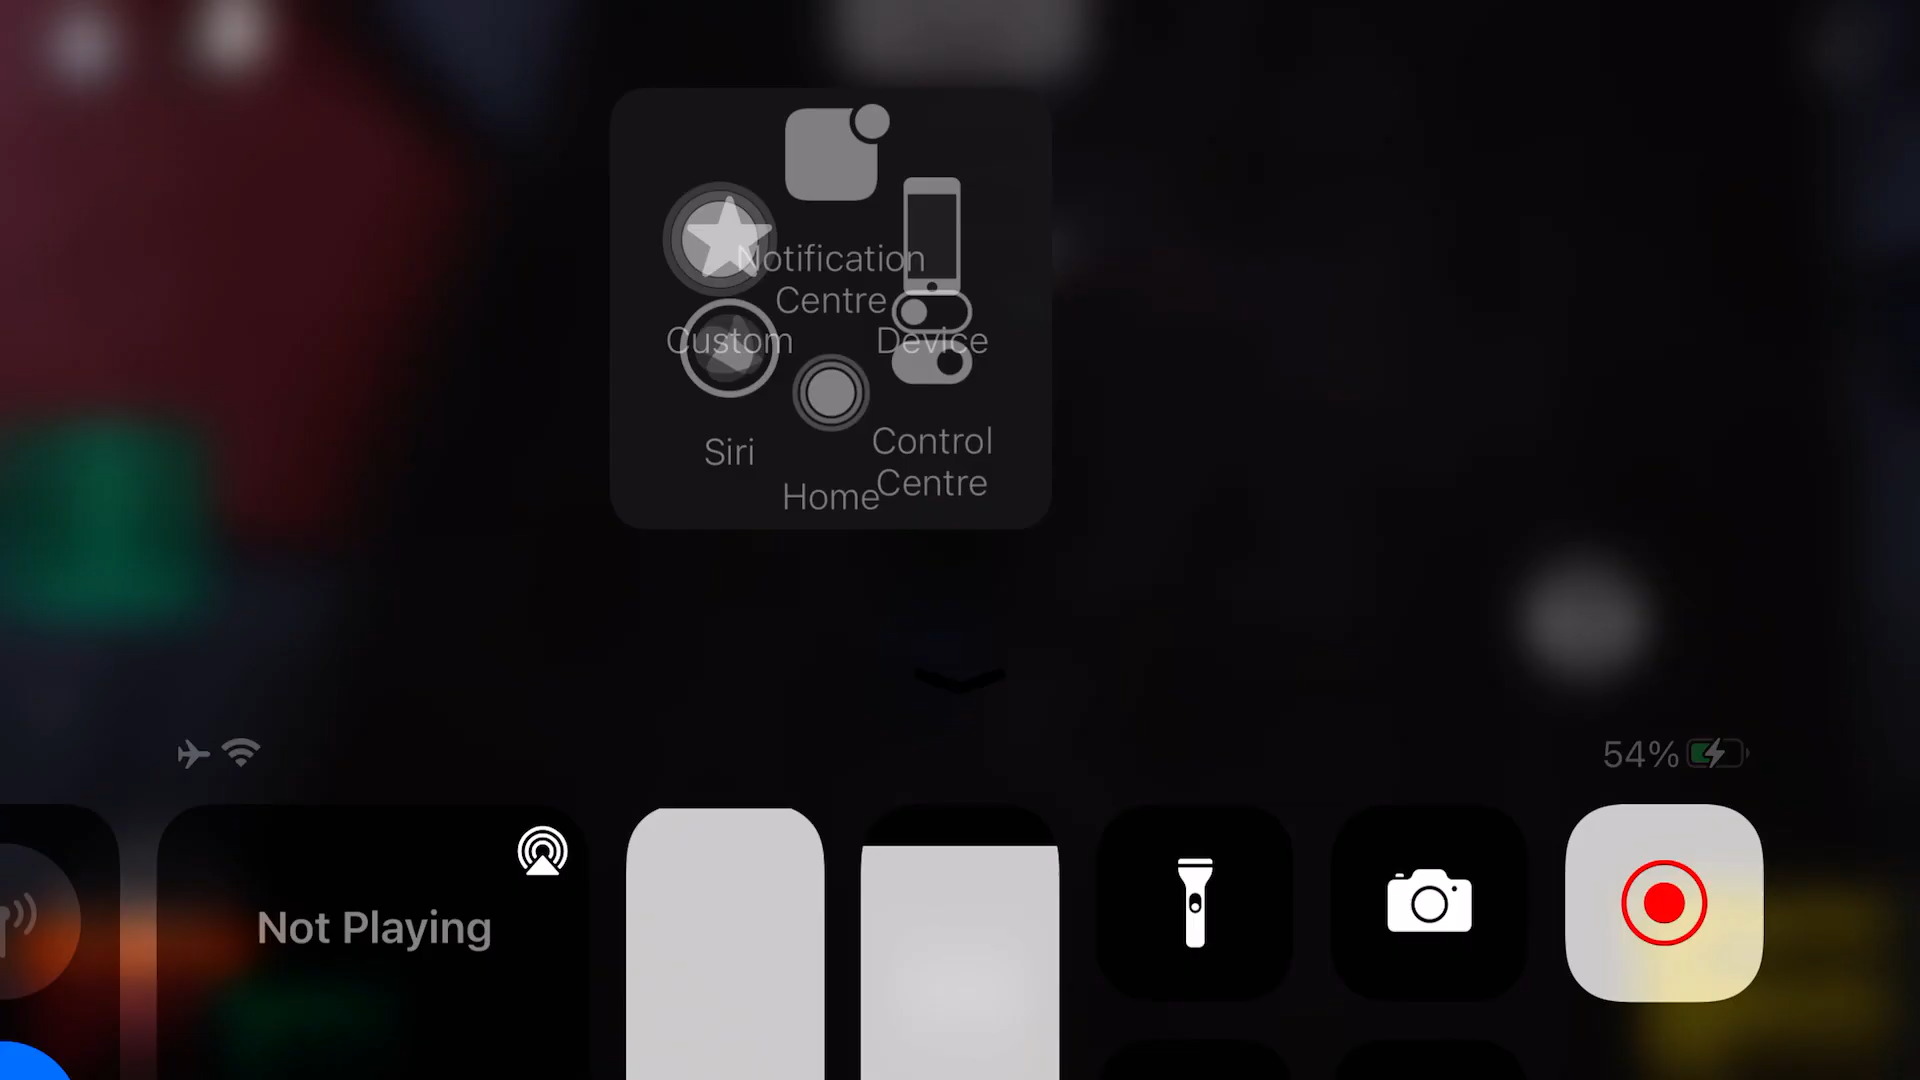 Notification
Centre
Custom
Device
Siri
Control
Centre
Home
54%
Not Playing